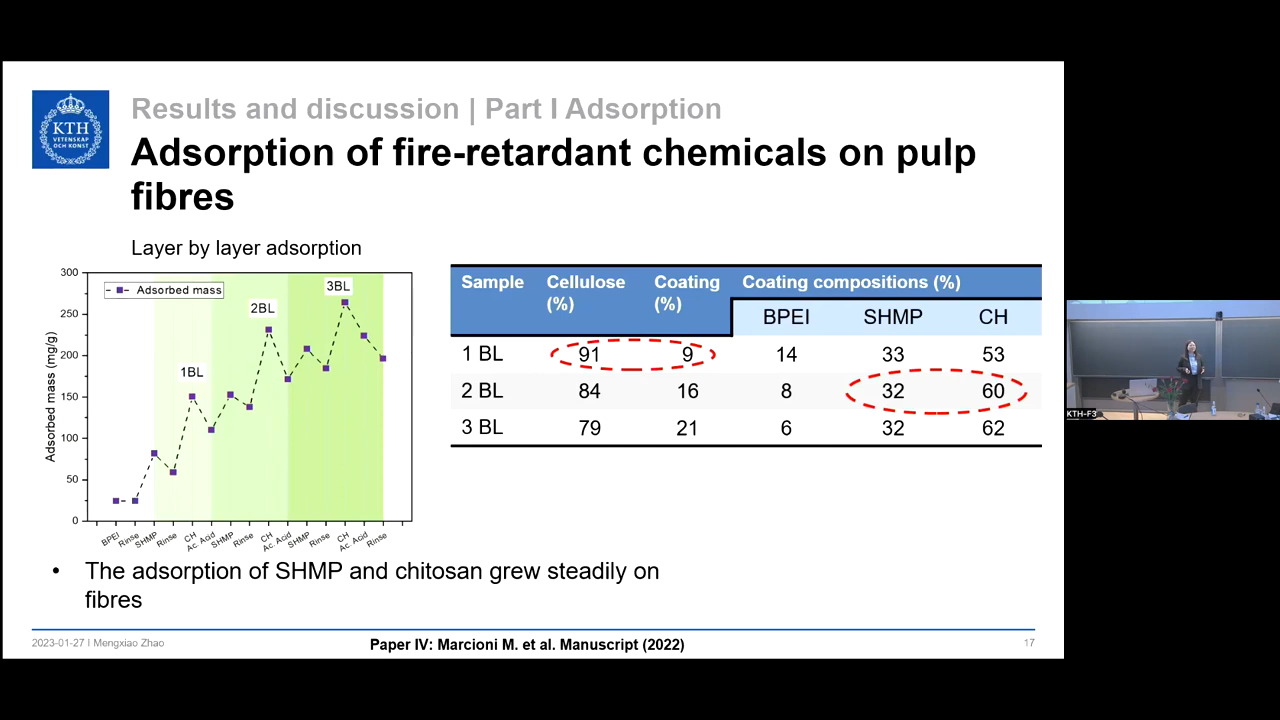 KTH
VETENSKAP
OCH KONST
Results and discussion | Part I Adsorption
Adsorption of fire-retardant chemicals on pulp
fibres
Layer by layer adsorption
Adsorbed mass (mg/g)
300
250
200
150
100
50
0
Adsorbed mass
1BL
2BL
3BL
BPEI
Rinse
SHMP
Rinse
CH
Ac. Acid
SHMP
Rinse
CH
Ac. Acid
SHMP
Rinse
CH
Ac. Acid
Rinse
Sample Cellulose Coating Coating compositions (%)
(%) (%)
BPEI SHMP CH
1 BL 91 9 14 33 53
2 BL 84 16 8 32 60
3 BL 79 21 6 32 62
• The adsorption of SHMP and chitosan grew steadily on
fibres
2023-01-27 | Mengxiao Zhao
Paper IV: Marcioni M. et al. Manuscript (2022)
17
KTH-F3